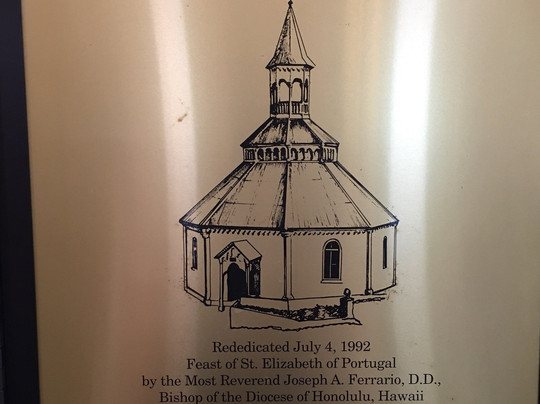 Rededicated July 4, 1992
Feast of St. Elizabeth of Portugal
by the Most Reverend Joseph A. Ferrario, D.D.,
Bishop of the Diocese of Honolulu, Hawaii